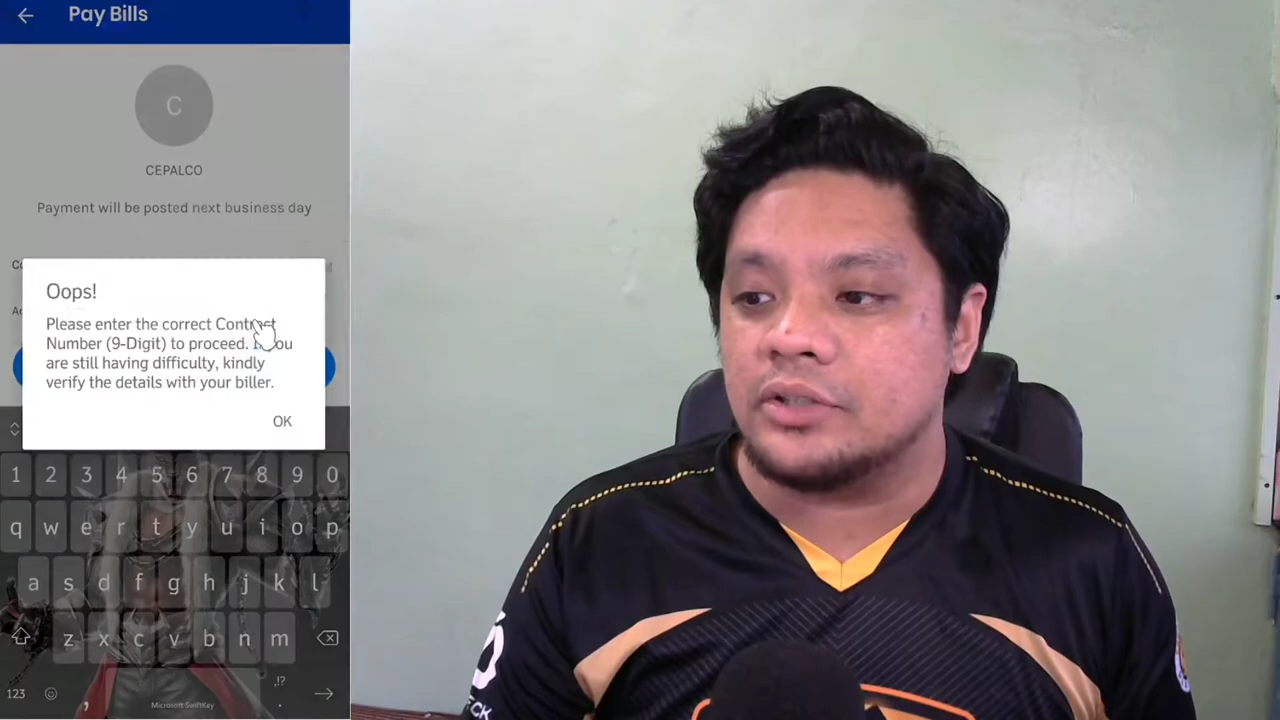 Pay Bills
C
CEPALCO
Payment will be posted next business day
Co
Oops!
Please enter the correct Contract
Number (9-Digit) to proceed. If you
are still having difficulty, kindly
verify the details with your biller.
OK
1 2 3 4 5 6 7 8 9 0
q w e r t y u i o p
a s d f g h j k l
z x c v b n m
123 , !? .
Microsoft SwiftKey